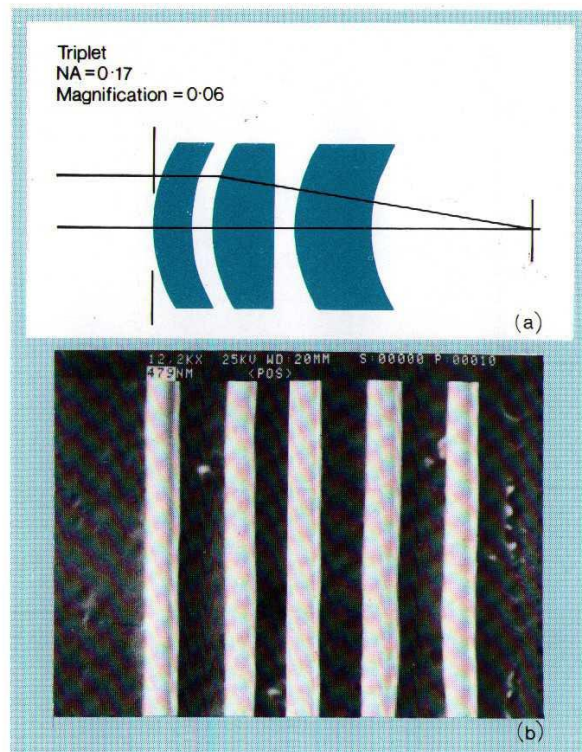 Triplet
NA=0·17
Magnification = 0·06
(a)
12.2KX 25KV WD:20MM S:00000 P:00010
479NM <POS>
(b)